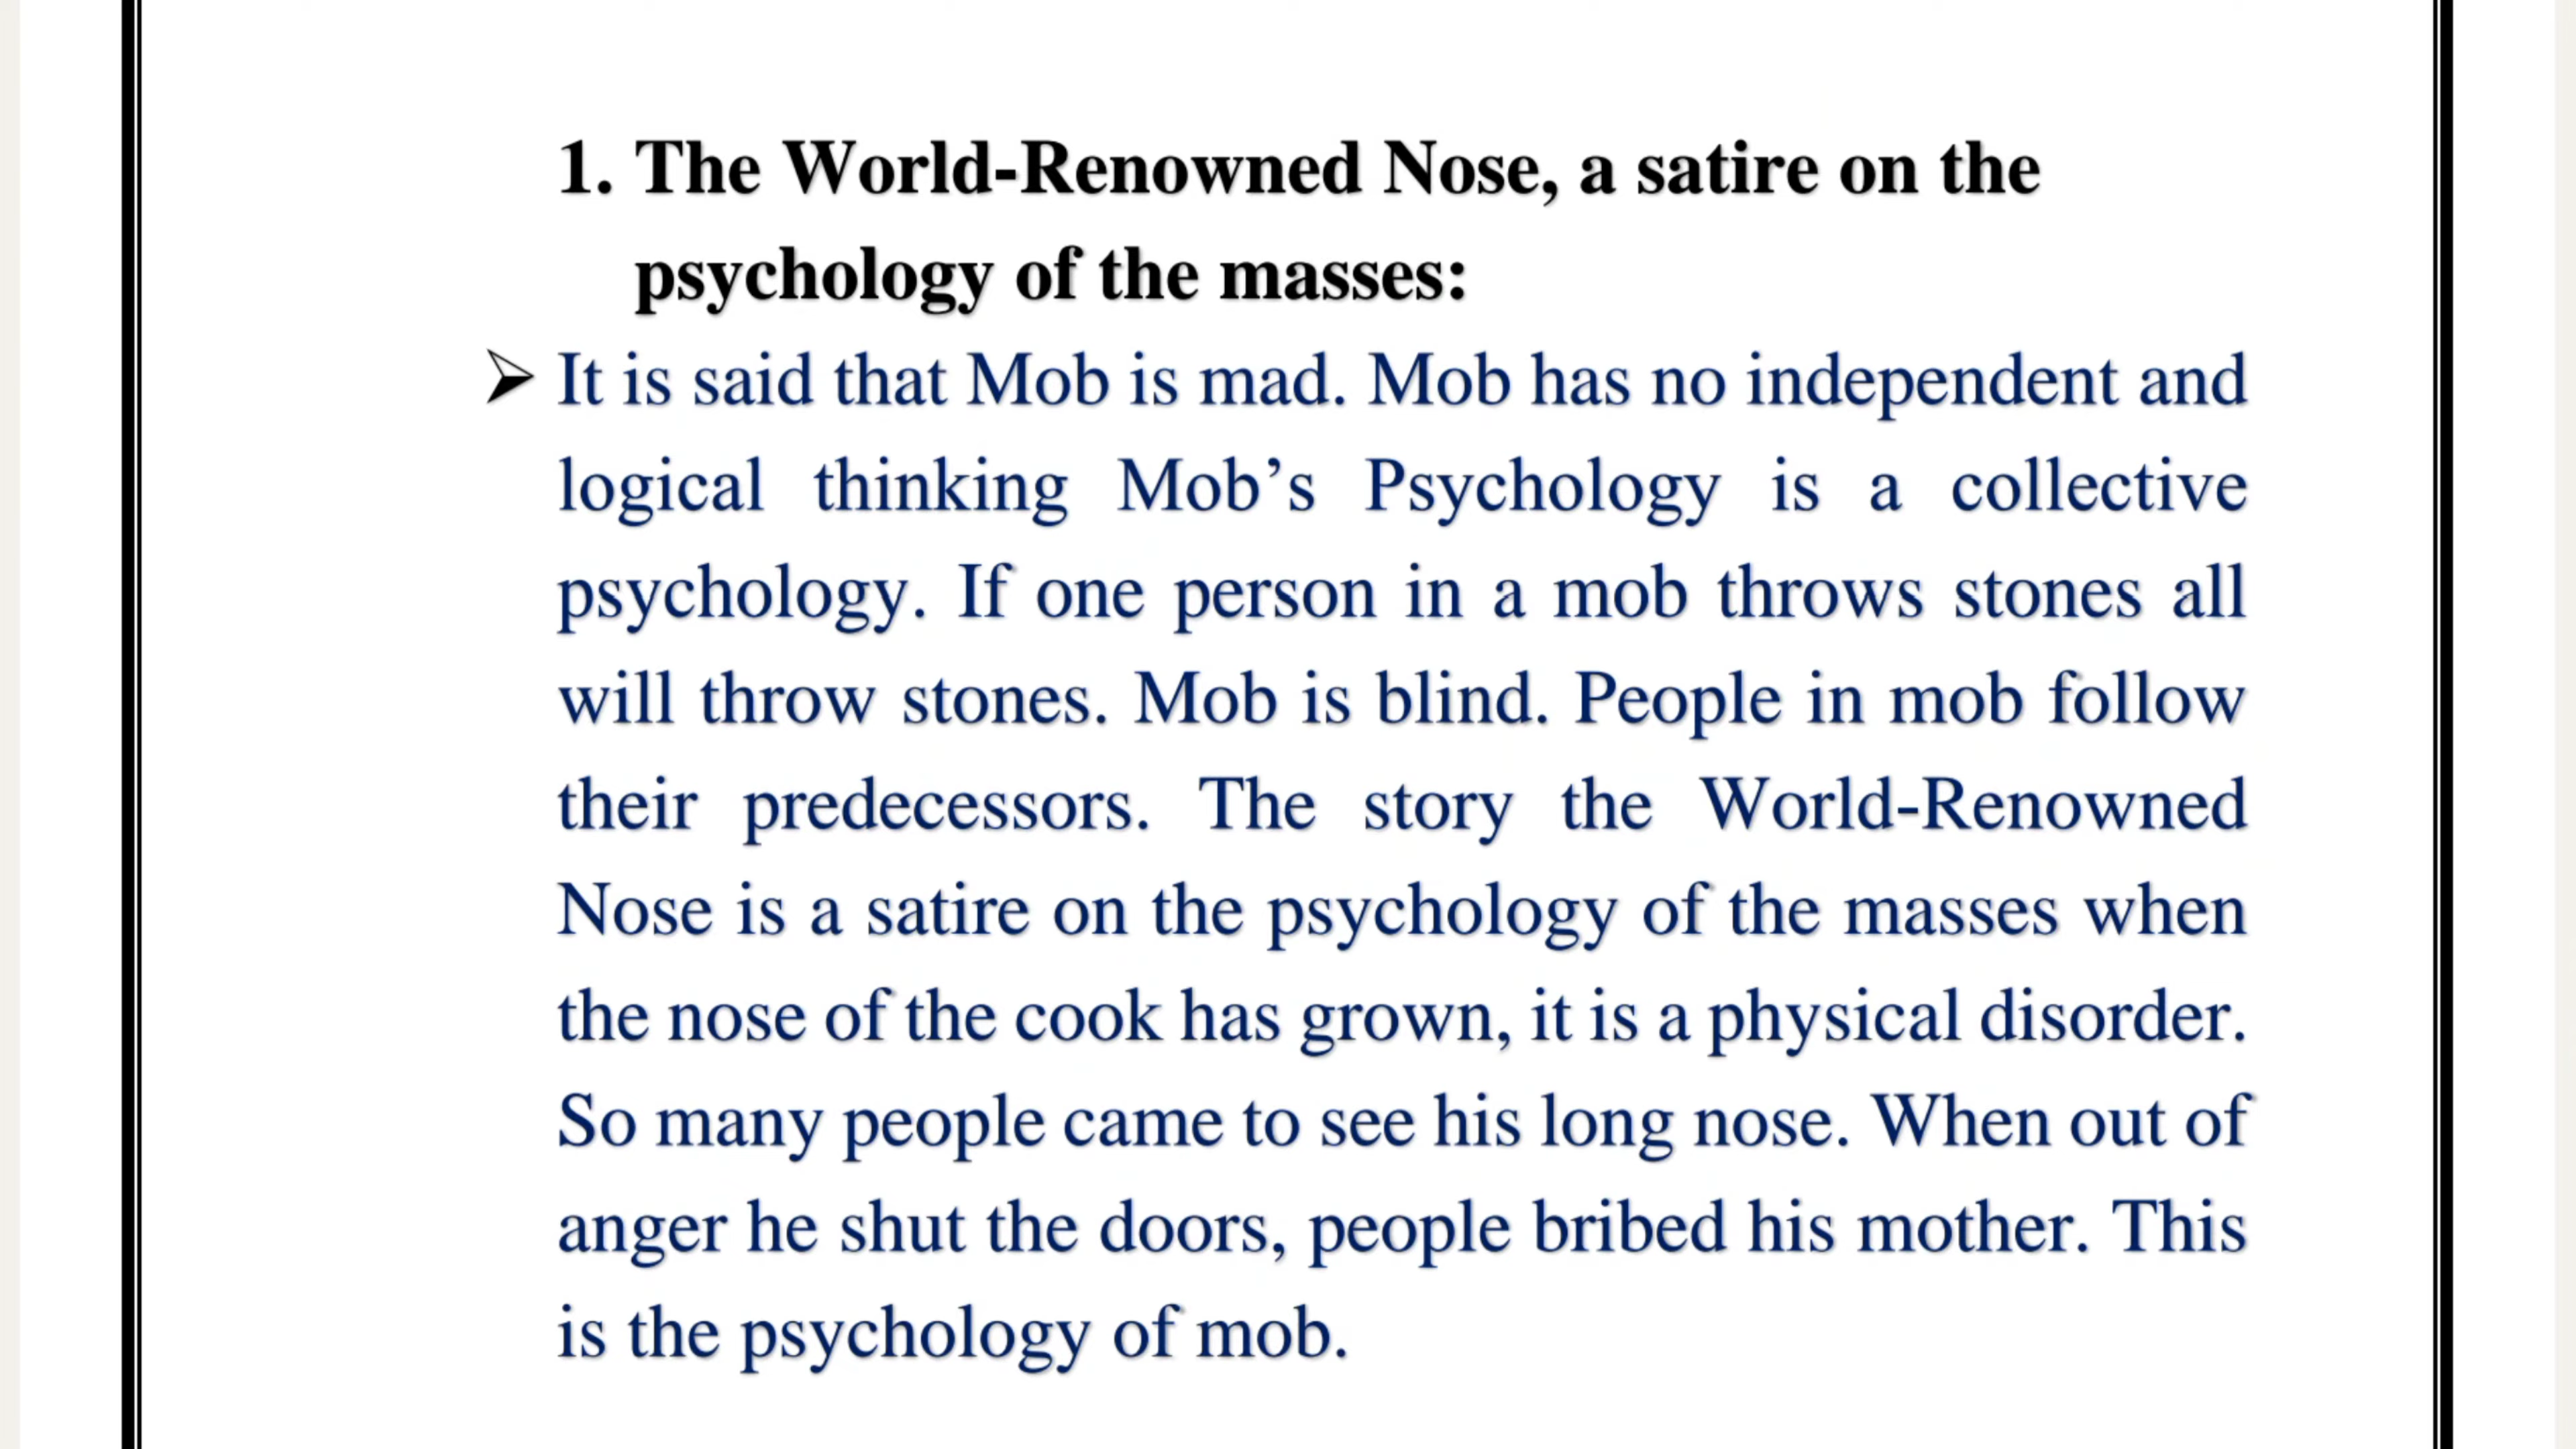 1. The World-Renowned Nose, a satire on the
psychology of the masses:
➢ It is said that Mob is mad. Mob has no independent and
logical thinking Mob’s Psychology is a collective
psychology. If one person in a mob throws stones all
will throw stones. Mob is blind. People in mob follow
their predecessors. The story the World-Renowned
Nose is a satire on the psychology of the masses when
the nose of the cook has grown, it is a physical disorder.
So many people came to see his long nose. When out of
anger he shut the doors, people bribed his mother. This
is the psychology of mob.